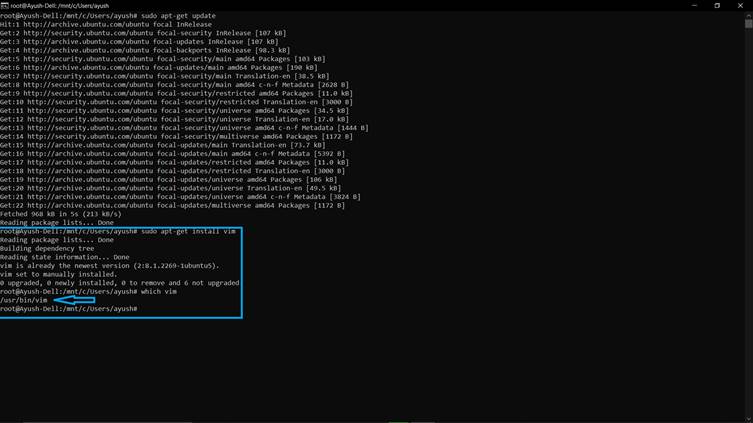 root@Ayush-Dell: /mnt/c/Users/ayush
root@Ayush-Dell:/mnt/c/Users/ayush# sudo apt-get update
Hit:1 http://archive.ubuntu.com/ubuntu focal InRelease
Get:2 http://security.ubuntu.com/ubuntu focal-security InRelease [107 kB]
Get:3 http://archive.ubuntu.com/ubuntu focal-updates InRelease [107 kB]
Get:4 http://archive.ubuntu.com/ubuntu focal-backports InRelease [98.3 kB]
Get:5 http://security.ubuntu.com/ubuntu focal-security/main amd64 Packages [103 kB]
Get:6 http://archive.ubuntu.com/ubuntu focal-updates/main amd64 Packages [190 kB]
Get:7 http://security.ubuntu.com/ubuntu focal-security/main Translation-en [38.5 kB]
Get:8 http://security.ubuntu.com/ubuntu focal-security/main amd64 c-n-f Metadata [2628 B]
Get:9 http://security.ubuntu.com/ubuntu focal-security/restricted amd64 Packages [11.0 kB]
Get:10 http://security.ubuntu.com/ubuntu focal-security/restricted Translation-en [3000 B]
Get:11 http://security.ubuntu.com/ubuntu focal-security/universe amd64 Packages [34.5 kB]
Get:12 http://security.ubuntu.com/ubuntu focal-security/universe Translation-en [17.0 kB]
Get:13 http://security.ubuntu.com/ubuntu focal-security/universe amd64 c-n-f Metadata [1444 B]
Get:14 http://security.ubuntu.com/ubuntu focal-security/multiverse amd64 Packages [1172 B]
Get:15 http://archive.ubuntu.com/ubuntu focal-updates/main Translation-en [73.7 kB]
Get:16 http://archive.ubuntu.com/ubuntu focal-updates/main amd64 c-n-f Metadata [5392 B]
Get:17 http://archive.ubuntu.com/ubuntu focal-updates/restricted amd64 Packages [11.0 kB]
Get:18 http://archive.ubuntu.com/ubuntu focal-updates/restricted Translation-en [3000 B]
Get:19 http://archive.ubuntu.com/ubuntu focal-updates/universe amd64 Packages [106 kB]
Get:20 http://archive.ubuntu.com/ubuntu focal-updates/universe Translation-en [49.5 kB]
Get:21 http://archive.ubuntu.com/ubuntu focal-updates/universe amd64 c-n-f Metadata [3824 B]
Get:22 http://archive.ubuntu.com/ubuntu focal-updates/multiverse amd64 Packages [1172 B]
Fetched 968 kB in 5s (213 kB/s)
Reading package lists... Done
root@Ayush-Dell:/mnt/c/Users/ayush# sudo apt-get install vim
Reading package lists... Done
Building dependency tree
Reading state information... Done
vim is already the newest version (2:8.1.2269-1ubuntu5).
vim set to manually installed.
0 upgraded, 0 newly installed, 0 to remove and 6 not upgraded
root@Ayush-Dell:/mnt/c/Users/ayush# which vim
/usr/bin/vim
root@Ayush-Dell:/mnt/c/Users/ayush#